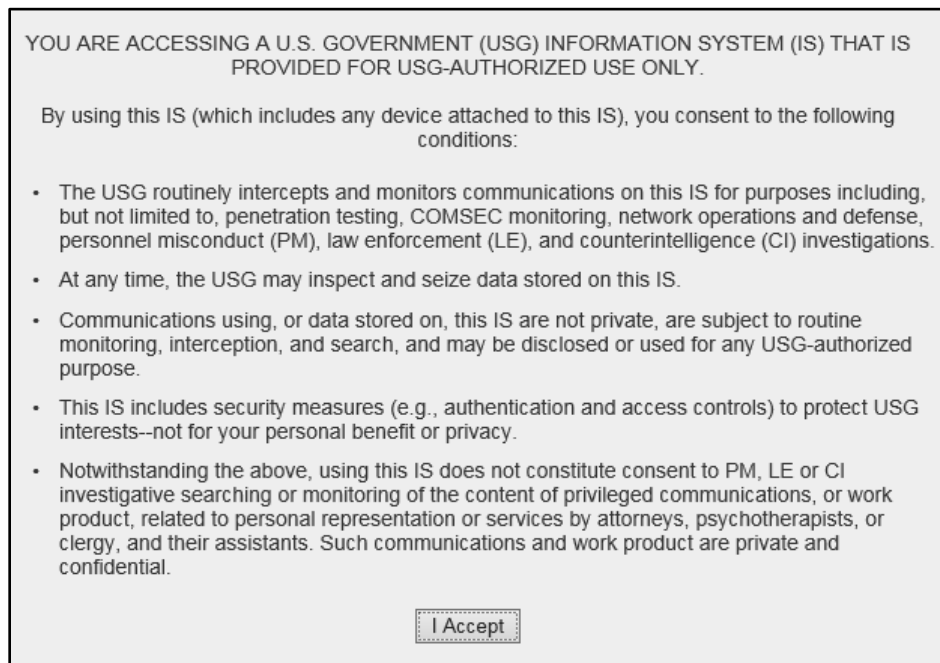 YOU ARE ACCESSING A U.S. GOVERNMENT (USG) INFORMATION SYSTEM (IS) THAT IS
PROVIDED FOR USG-AUTHORIZED USE ONLY.
By using this IS (which includes any device attached to this IS), you consent to the following
conditions:
• The USG routinely intercepts and monitors communications on this IS for purposes including,
but not limited to, penetration testing, COMSEC monitoring, network operations and defense,
personnel misconduct (PM), law enforcement (LE), and counterintelligence (CI) investigations.
• At any time, the USG may inspect and seize data stored on this IS.
• Communications using, or data stored on, this IS are not private, are subject to routine
monitoring, interception, and search, and may be disclosed or used for any USG-authorized
purpose.
• This IS includes security measures (e.g., authentication and access controls) to protect USG
interests--not for your personal benefit or privacy.
• Notwithstanding the above, using this IS does not constitute consent to PM, LE or CI
investigative searching or monitoring of the content of privileged communications, or work
product, related to personal representation or services by attorneys, psychotherapists, or
clergy, and their assistants. Such communications and work product are private and
confidential.
I Accept